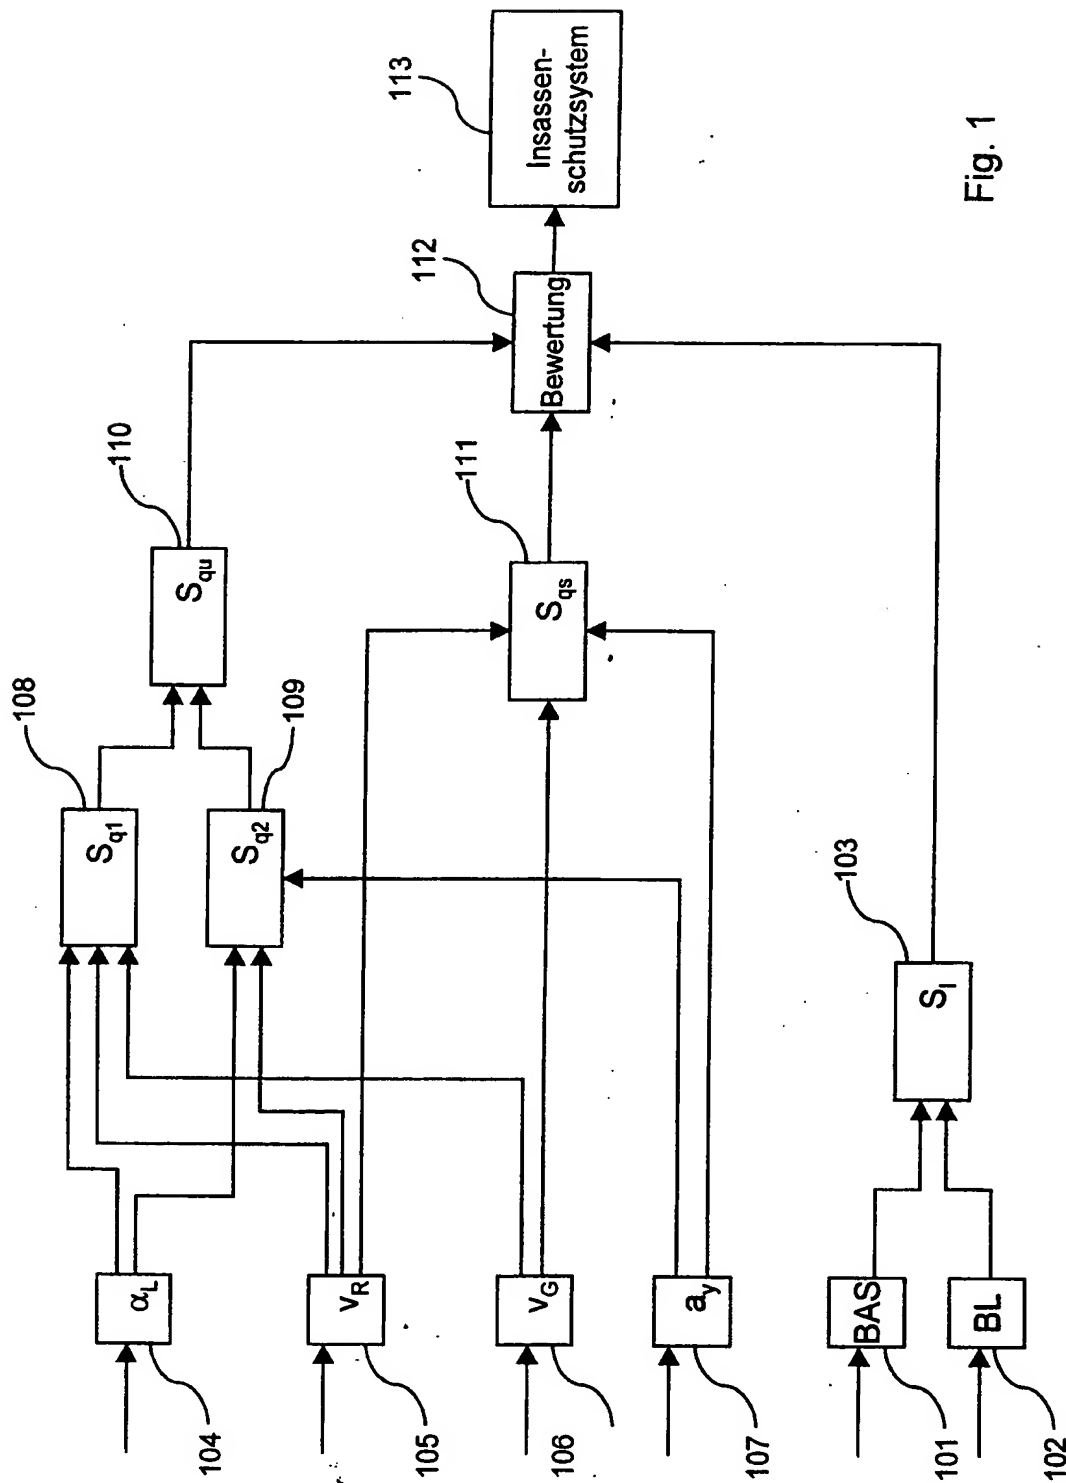 104
α_L
105
v_R
106
v_G
107
a_y
101
BAS
102
BL
108
S_q1
109
S_q2
103
S_l
110
S_qu
111
S_qs
112
Bewertung
113
Insassen-
schutzsystem
Fig. 1